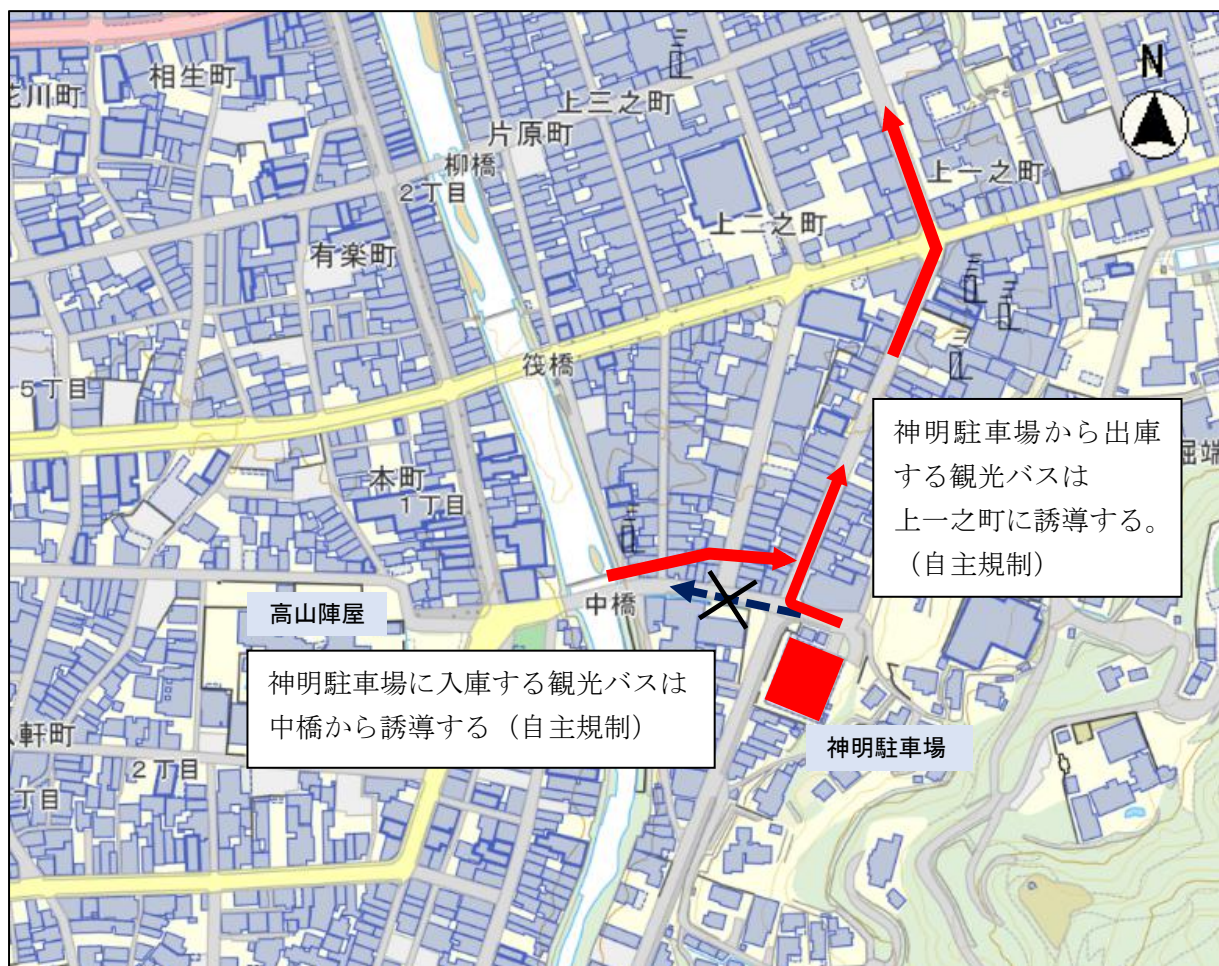 相生町
花川町
上三之町
片原町
柳橋
2丁目
N
上一之町
上二之町
有楽町
筏橋
5丁目
本町
1丁目
堀端
神明駐車場から出庫
する観光バスは
上一之町に誘導する。
（自主規制）
中橋
高山陣屋
神明駐車場に入庫する観光バスは
中橋から誘導する（自主規制）
軒町
2丁目
丁目
神明駐車場